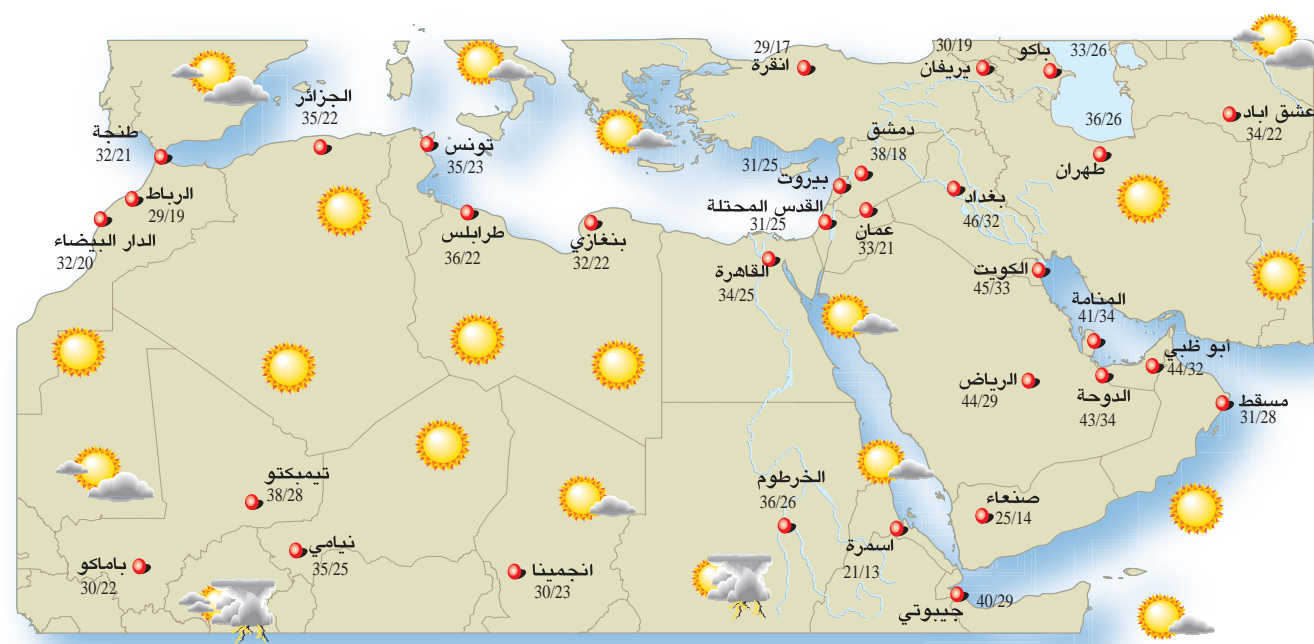 29/17
انقرة
30/19
يريفان
باكو
33/26
عشق اباد
34/22
36/26
طهران
الجزائر
35/22
طنجة
32/21
تونس
35/23
دمشق
38/18
31/25
بيروت
بغداد
46/32
الرباط
29/19
القدس المحتلة
31/25
عمان
33/21
الدار البيضاء
32/20
طرابلس
36/22
بنغازي
32/22
القاهرة
34/25
الكويت
45/33
المنامة
41/34
أبو ظبي
44/32
الرياض
44/29
الدوحة
43/34
مسقط
31/28
تيمبكتو
38/28
الخرطوم
36/26
صنعاء
25/14
نيامي
35/25
باماكو
30/22
انجمينا
30/23
اسمرة
21/13
جيبوتي
40/29